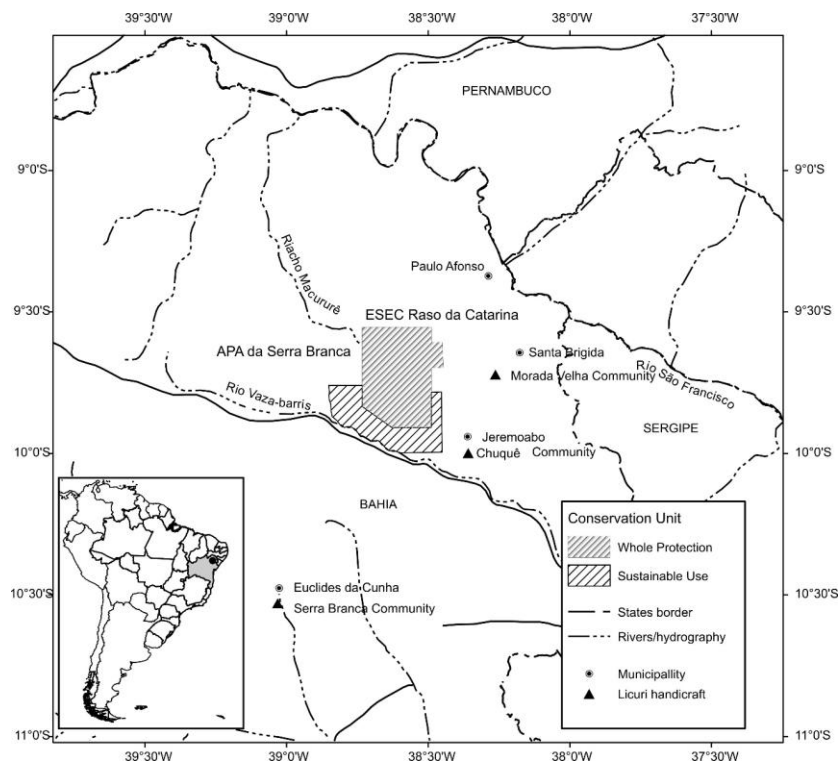 39°30'W 39°0'W 38°30'W 38°0'W 37°30'W
PERNAMBUCO
9°0'S 9°0'S
Riacho Macururê
Paulo Afonso
9°30'S 9°30'S
ESEC Raso da Catarina
APA da Serra Branca
Santa Brigida
Rio São Francisco
Morada Velha Community
Rio Vaza-barris
SERGIPE
Jeremoabo
10°0'S 10°0'S
Chuquê Community
BAHIA
Conservation Unit
Whole Protection
Sustainable Use
10°30'S 10°30'S
Euclides da Cunha
Serra Branca Community
States border
Rivers/hydrography
Municipallity
Licuri handicraft
11°0'S 11°0'S
39°30'W 39°0'W 38°30'W 38°0'W 37°30'W